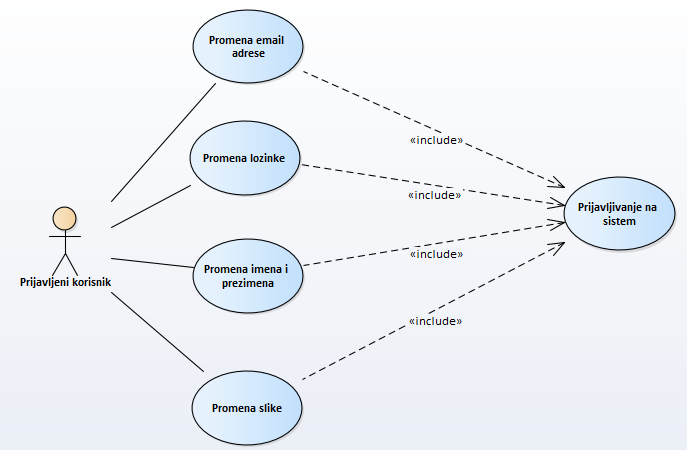 Promena email
adrese
«include»
Promena lozinke
«include»
Prijavljivanje na
sistem
Prijavljeni korisnik
Promena imena i
prezimena
«include»
«include»
Promena slike